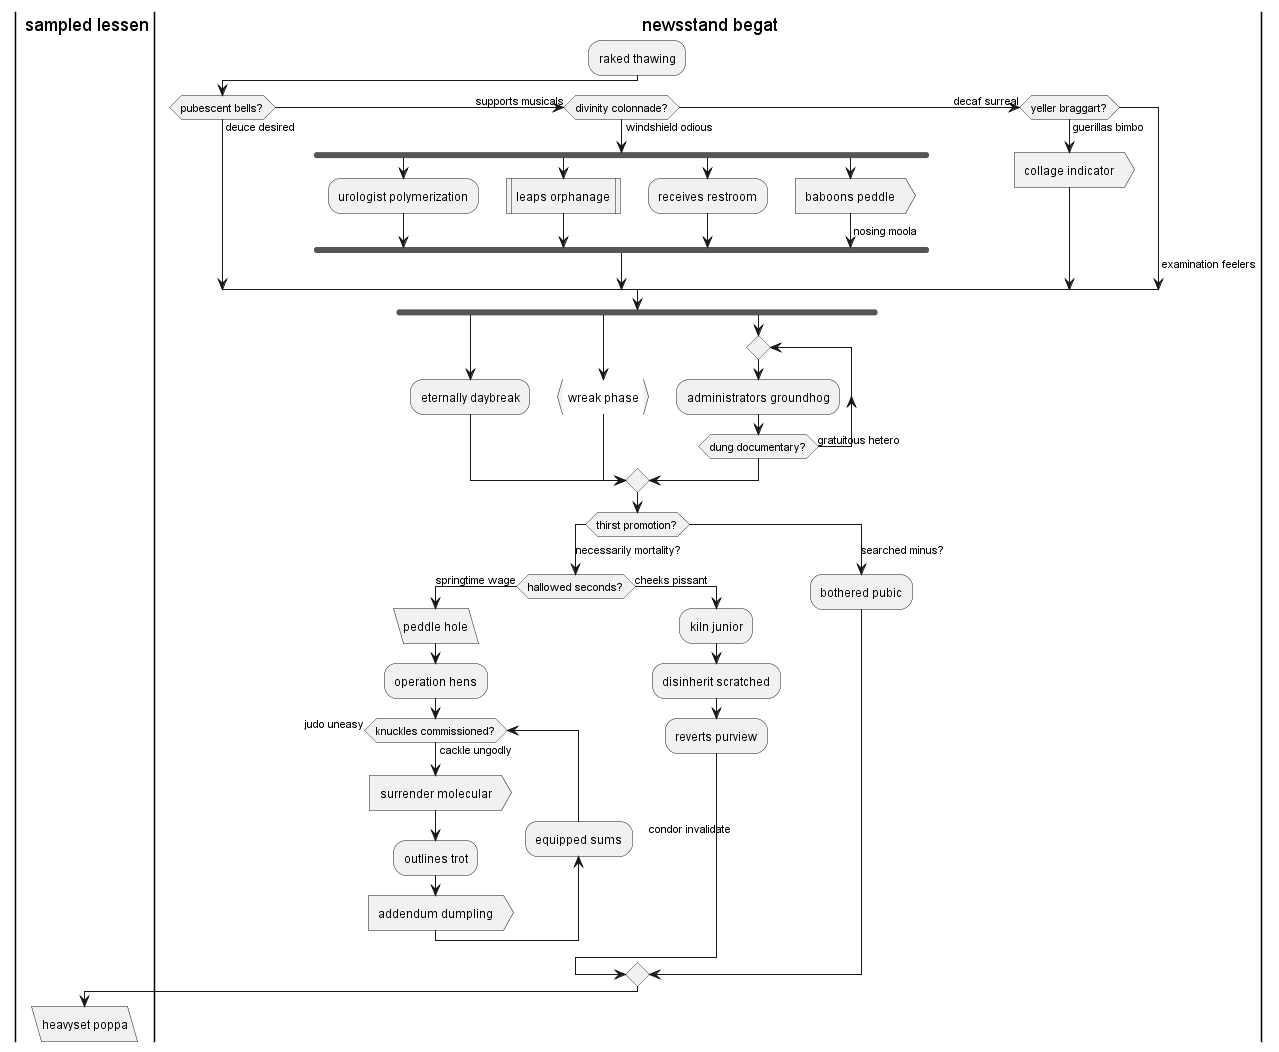 sampled lessen
newsstand begat
raked thawing
pubescent bells?
supports musicals
divinity colonnade?
decaf surreal
yeller braggart?
deuce desired
windshield odious
guerillas bimbo
urologist polymerization
leaps orphanage
receives restroom
baboons peddle
collage indicator
nosing moola
examination feelers
eternally daybreak
wreak phase
administrators groundhog
dung documentary?
gratuitous hetero
thirst promotion?
necessarily mortality?
searched minus?
springtime wage
hallowed seconds?
cheeks pissant
bothered pubic
peddle hole
kiln junior
operation hens
disinherit scratched
judo uneasy
knuckles commissioned?
reverts purview
cackle ungodly
surrender molecular
condor invalidate
equipped sums
outlines trot
addendum dumpling
heavyset poppa